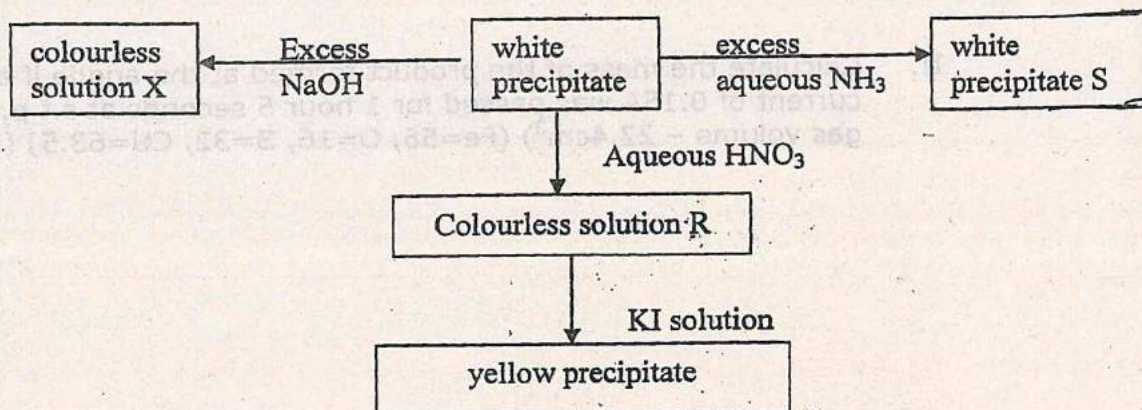 colourless
solution X
Excess
NaOH
white
precipitate
excess
aqueous NH₃
white
precipitate S
Aqueous HNO₃
Colourless solution R
KI solution
yellow precipitate